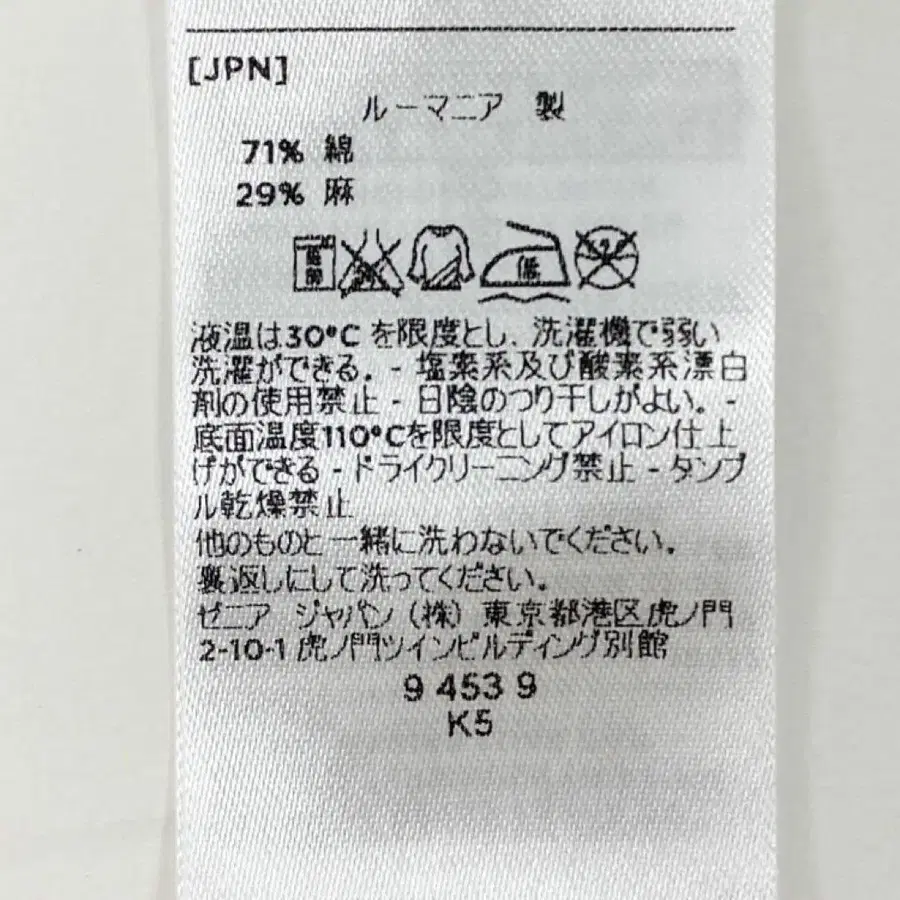 [JPN]
ルーマニア 製
71% 綿
29% 麻
液温は30°Cを限度とし、洗濯機で弱い
洗濯ができる。- 塩素系及び酸素系漂白
剤の使用禁止 - 日陰のつり干しがよい。-
底面温度110°Cを限度としてアイロン仕上
げができる - ドライクリーニング禁止 - タンブ
ル乾燥禁止
他のものと一緒に洗わないでください。
裏返しにして洗ってください。
ゼニア ジャパン (株) 東京都港区虎ノ門
2-10-1 虎ノ門ツインビルディング別館
9 453 9
K5